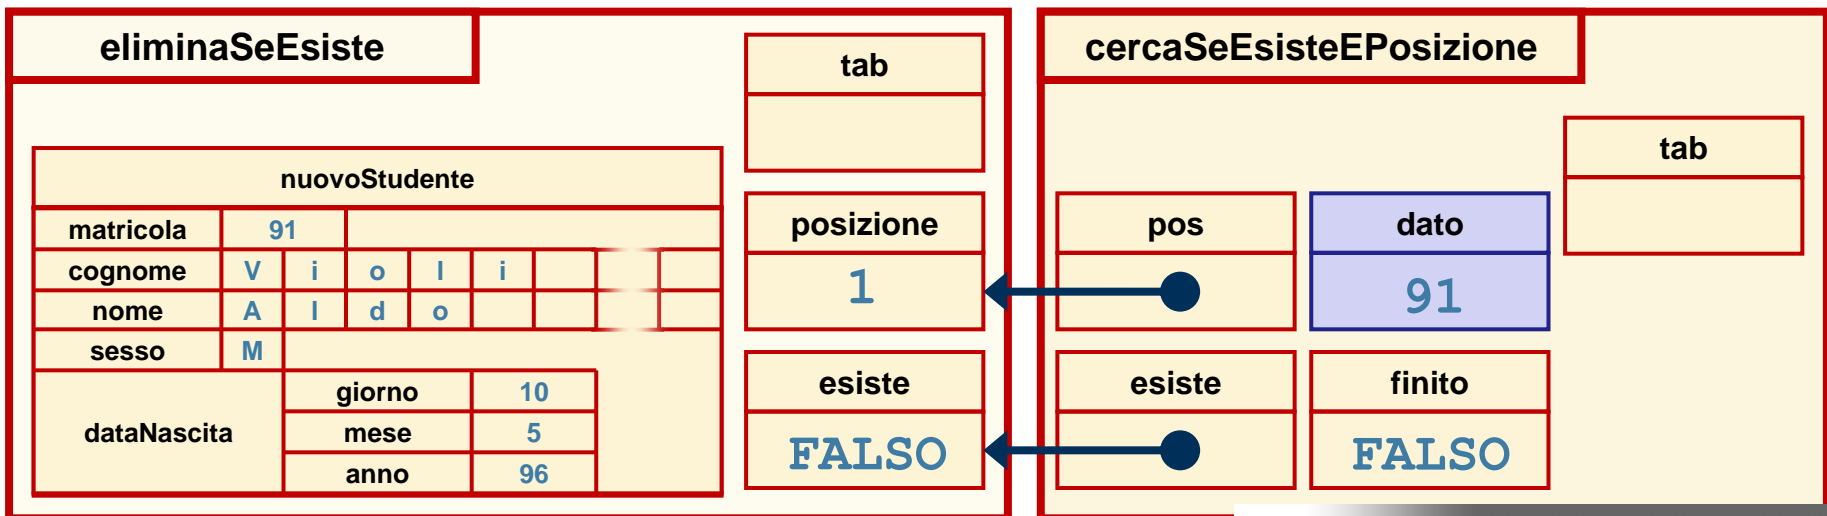 eliminaSeEsiste
tab
nuovoStudente
matricola 91
cognome V i o l i
nome A l d o
sesso M
dataNascita
giorno 10
mese 5
anno 96
posizione
1
esiste
FALSO
cercaSeEsisteEPosizione
tab
pos
dato
91
esiste
finito
FALSO